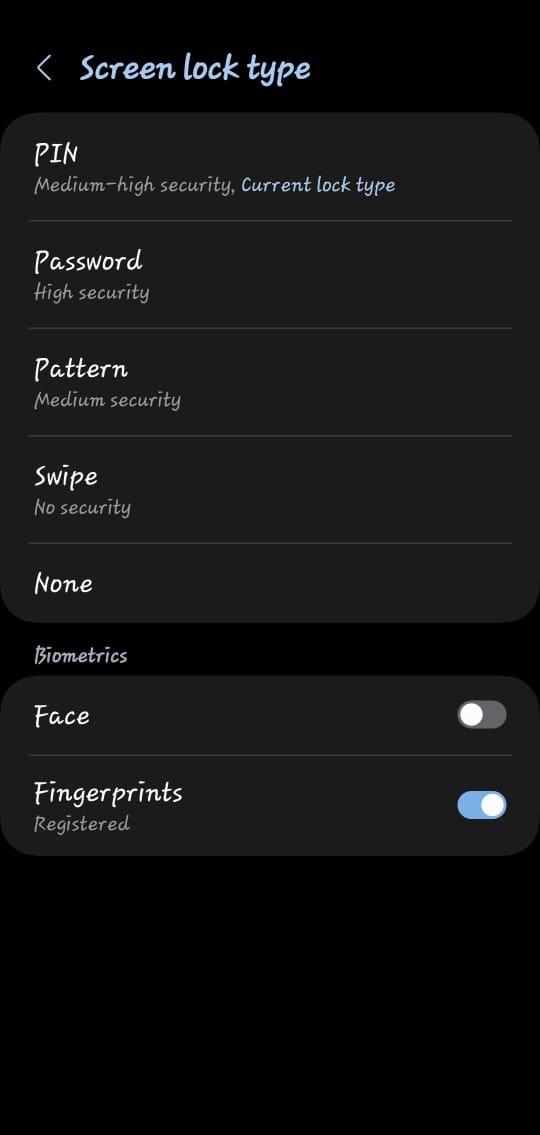 Screen lock type
PIN
Medium-high security, Current lock type
Password
High security
Pattern
Medium security
Swipe
No security
None
Biometrics
Face
Fingerprints
Registered